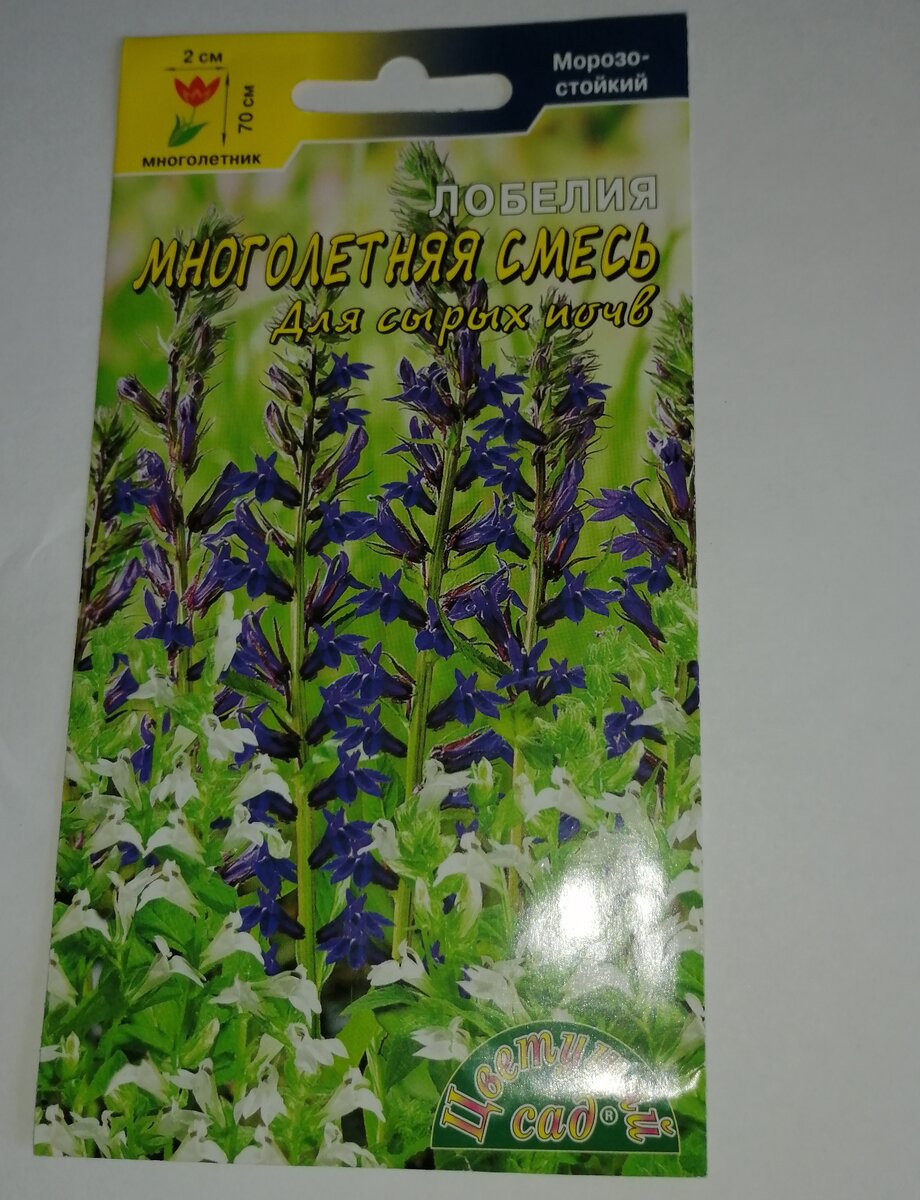 2 см
70 см
многолетник
Морозо-
стойкий
ЛОБЕЛИЯ
МНОГОЛЕТНЯЯ СМЕСЬ
Для сырых почв
Цветущий
сад®